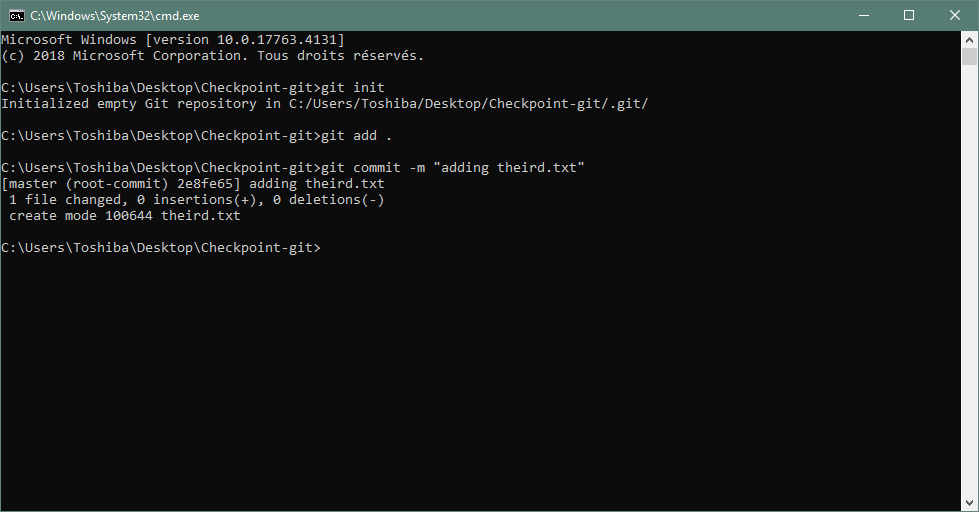 C:\Windows\System32\cmd.exe
Microsoft Windows [version 10.0.17763.4131]
(c) 2018 Microsoft Corporation. Tous droits réservés.
C:\Users\Toshiba\Desktop\Checkpoint-git>git init
Initialized empty Git repository in C:/Users/Toshiba/Desktop/Checkpoint-git/.git/
C:\Users\Toshiba\Desktop\Checkpoint-git>git add .
C:\Users\Toshiba\Desktop\Checkpoint-git>git commit -m "adding theird.txt"
[master (root-commit) 2e8fe65] adding theird.txt
 1 file changed, 0 insertions(+), 0 deletions(-)
 create mode 100644 theird.txt
C:\Users\Toshiba\Desktop\Checkpoint-git>